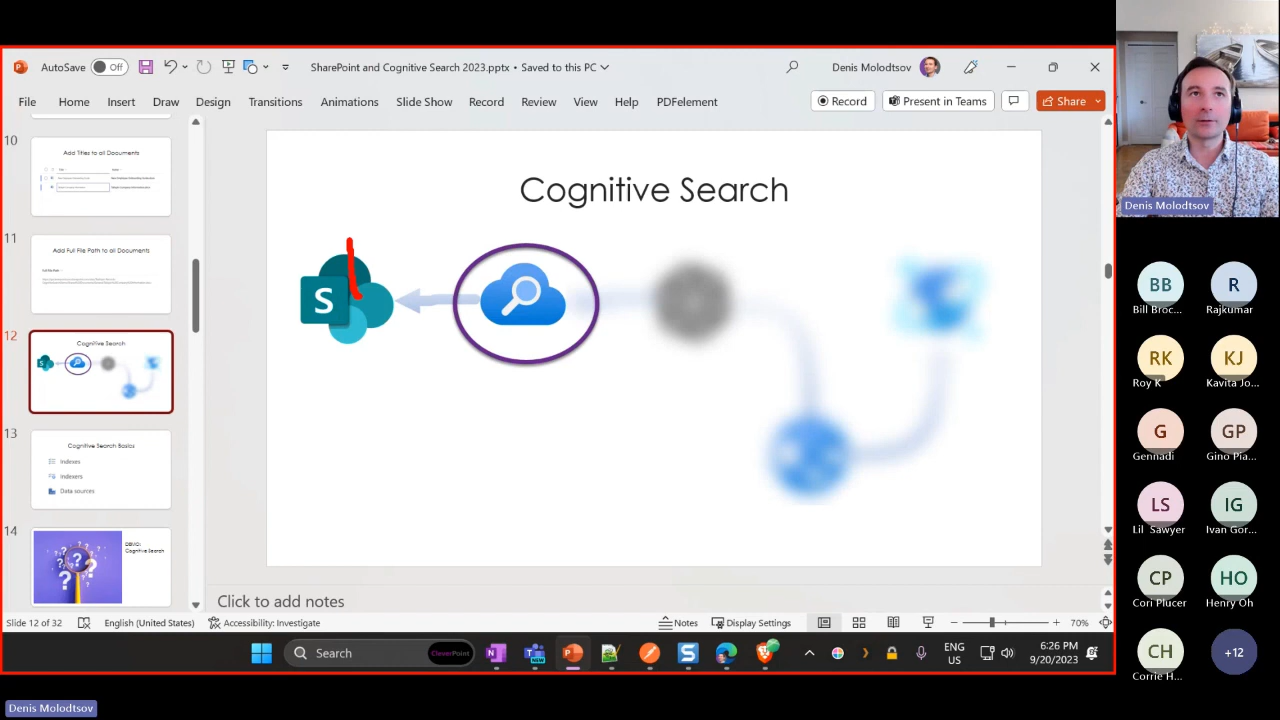 AutoSave Off
SharePoint and Cognitive Search 2023.pptx • Saved to this PC
Denis Molodtsov
File Home Insert Draw Design Transitions Animations Slide Show Record Review View Help PDFelement
Record Present in Teams Share
10
Add Titles to all Documents
11
Add Full File Path to all Documents
12
Cognitive Search
13
Cognitive Search Basics
Indexes
Indexers
Data sources
14
DEMO:
Cognitive Search
Cognitive Search
S
Click to add notes
Slide 12 of 32 English (United States) Accessibility: Investigate Notes Display Settings 70%
Search CleverPoint
NEW
ENG
US
6:26 PM
9/20/2023
Denis Molodtsov
BB
Bill Broc...
R
Rajkumar
RK
Roy K
KJ
Kavita Jo...
G
Gennadi
GP
Gino Pia...
LS
Lil Sawyer
IG
Ivan Gor...
CP
Cori Plucer
HO
Henry Oh
CH
Corrie H...
+12
Denis Molodtsov